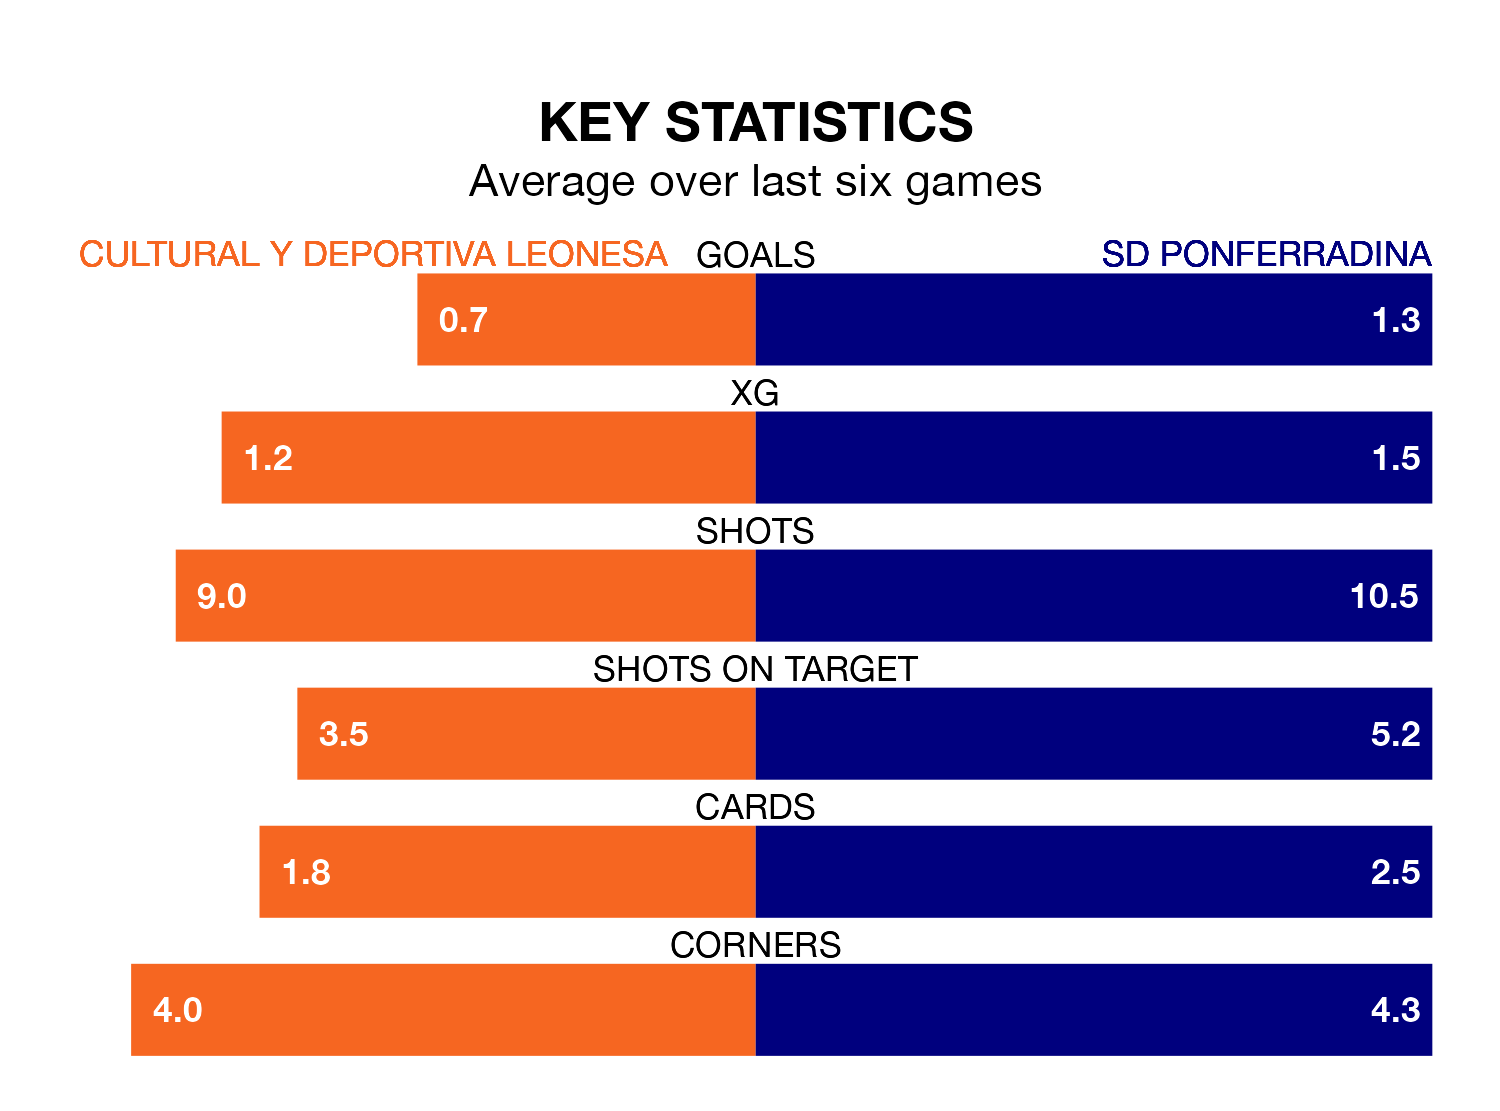 KEY STATISTICS
Average over last six games
CULTURAL Y DEPORTIVA LEONESA GOALS SD PONFERRADINA
0.7 1.3
XG
1.2 1.5
SHOTS
9.0 10.5
SHOTS ON TARGET
3.5 5.2
CARDS
1.8 2.5
CORNERS
4.0 4.3